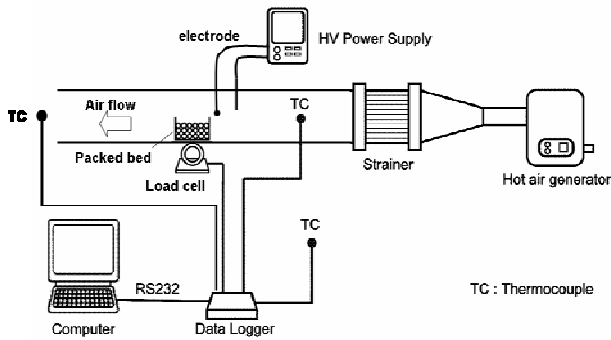 electrode
HV Power Supply
TC
Air flow
TC
Packed bed
Strainer
Load cell
Hot air generator
TC
RS232
TC : Thermocouple
Computer
Data Logger